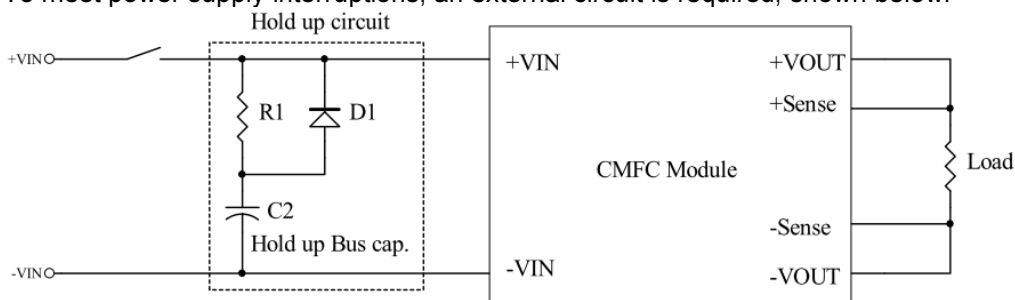 To meet power supply interruptions, an external circuit is required, shown below:
Hold up circuit
+VIN
+VIN
+VOUT
+Sense
R1
D1
CMFC Module
Load
C2
-Sense
Hold up Bus cap.
-VIN
-VIN
-VOUT